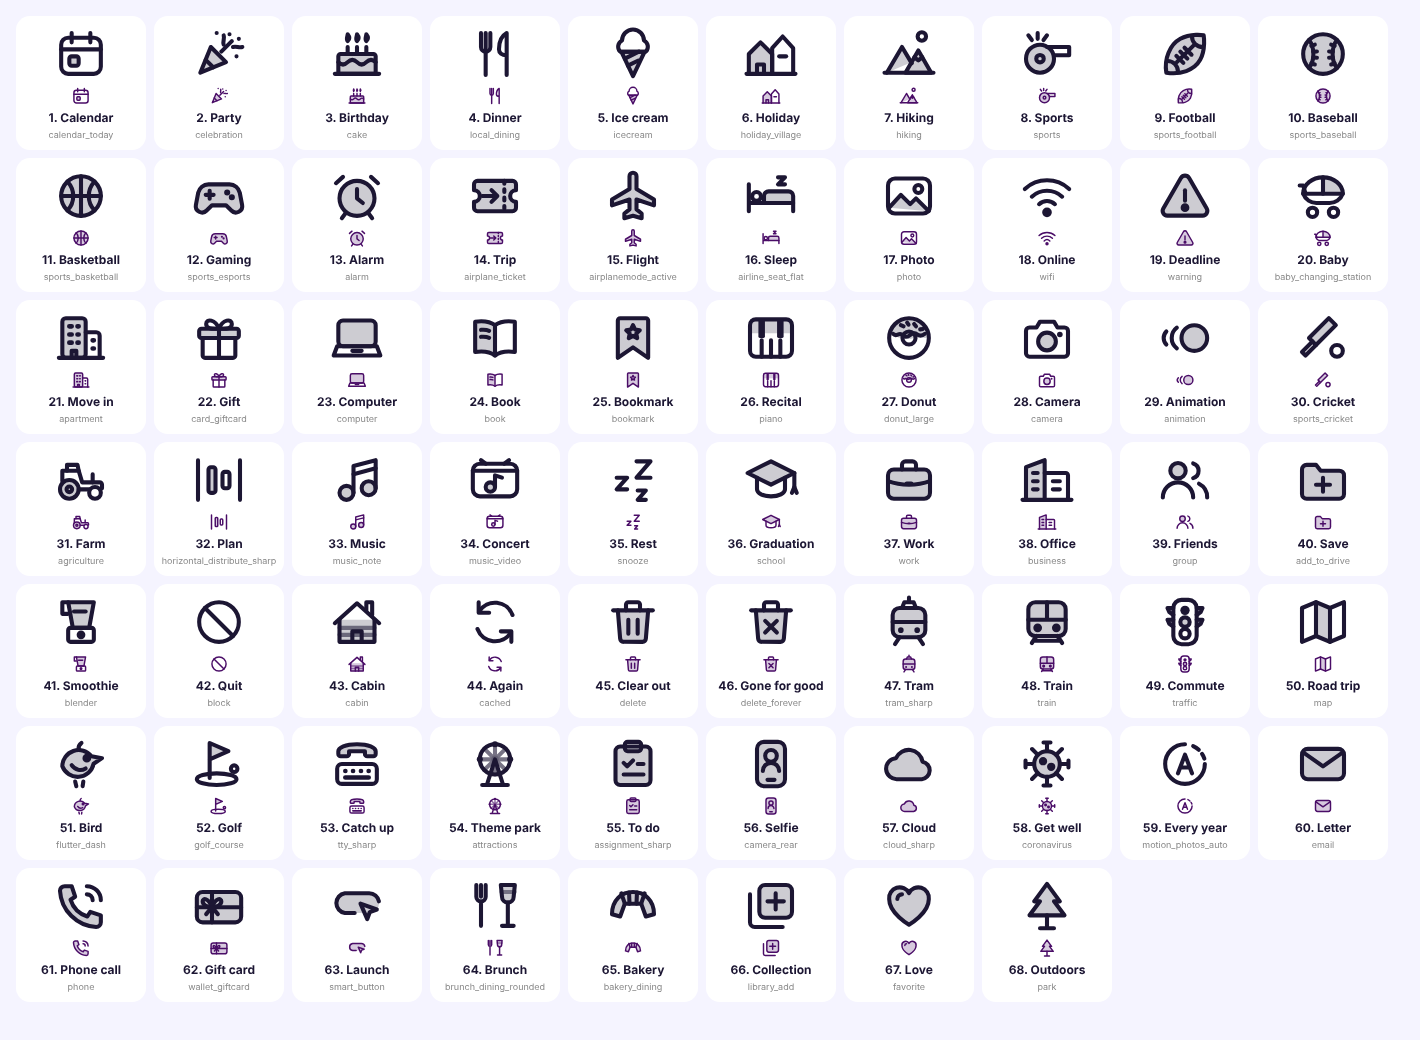 1. Calendar
calendar_today
2. Party
celebration
3. Birthday
cake
4. Dinner
local_dining
5. Ice cream
icecream
6. Holiday
holiday_village
7. Hiking
hiking
8. Sports
sports
9. Football
sports_football
10. Baseball
sports_baseball
11. Basketball
sports_basketball
12. Gaming
sports_esports
13. Alarm
alarm
14. Trip
airplane_ticket
15. Flight
airplanemode_active
16. Sleep
airline_seat_flat
17. Photo
photo
18. Online
wifi
19. Deadline
warning
20. Baby
baby_changing_station
21. Move in
apartment
22. Gift
card_giftcard
23. Computer
computer
24. Book
book
25. Bookmark
bookmark
26. Recital
piano
27. Donut
donut_large
28. Camera
camera
29. Animation
animation
30. Cricket
sports_cricket
31. Farm
agriculture
32. Plan
horizontal_distribute_sharp
33. Music
music_note
34. Concert
music_video
35. Rest
snooze
36. Graduation
school
37. Work
work
38. Office
business
39. Friends
group
40. Save
add_to_drive
41. Smoothie
blender
42. Quit
block
43. Cabin
cabin
44. Again
cached
45. Clear out
delete
46. Gone for good
delete_forever
47. Tram
tram_sharp
48. Train
train
49. Commute
traffic
50. Road trip
map
51. Bird
flutter_dash
52. Golf
golf_course
53. Catch up
tty_sharp
54. Theme park
attractions
55. To do
assignment_sharp
56. Selfie
camera_rear
57. Cloud
cloud_sharp
58. Get well
coronavirus
59. Every year
motion_photos_auto
60. Letter
email
61. Phone call
phone
62. Gift card
wallet_giftcard
63. Launch
smart_button
64. Brunch
brunch_dining_rounded
65. Bakery
bakery_dining
66. Collection
library_add
67. Love
favorite
68. Outdoors
park